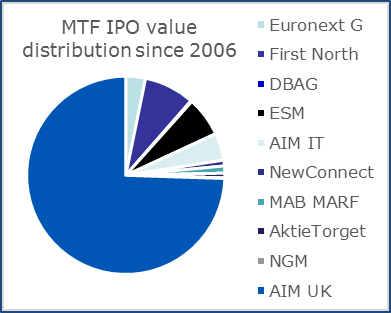 MTF IPO value
distribution since 2006
Euronext G
First North
DBAG
ESM
AIM IT
NewConnect
MAB MARF
AktieTorget
NGM
AIM UK